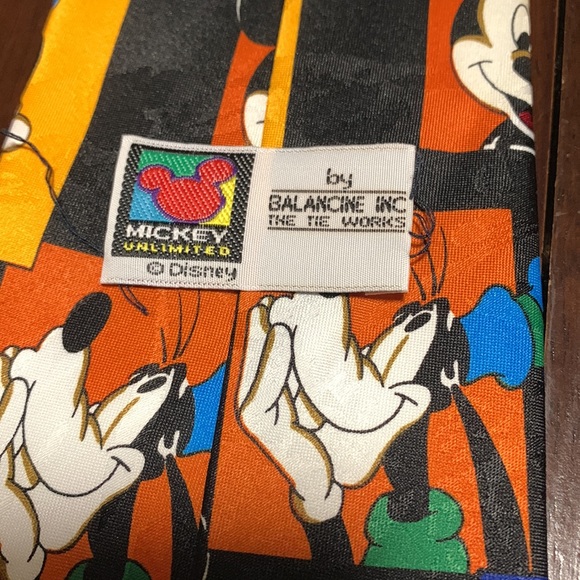 MICKEY
UNLIMITED
© Disney
by
BALANCINE INC
THE TIE WORKS